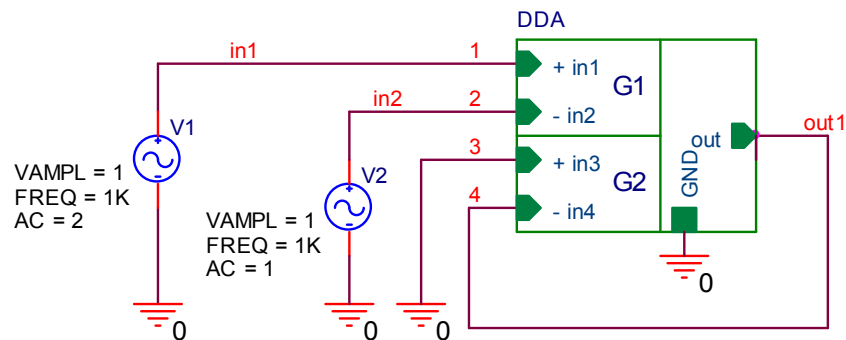 DDA
in1
1
+ in1
G1
in2
2
- in2
V1
VAMPL = 1
FREQ = 1K
AC = 2
V2
VAMPL = 1
FREQ = 1K
AC = 1
3
+ in3
G2
4
- in4
out
GND
out1
0
0
0
0